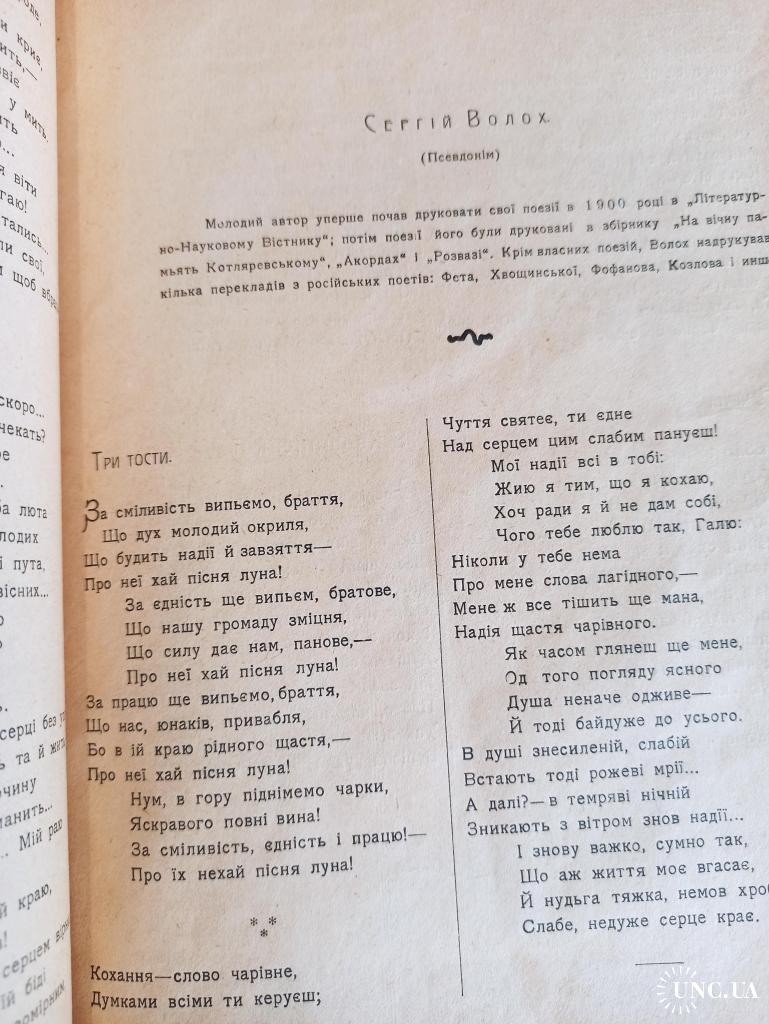 Сергій Волох.
(Псевдонім)
Молодий автор уперше почав друковати свої поезії в 1900 році в „Літератур-
но-Науковому Вістнику“; потім поезії його були друковані в збірнику „На вічну па-
мьять Котляревському“, „Акордах“ і „Розвазі“. Крім власних поезій, Волох надрукував
кілька перекладів з російських поетів: Фета, Хвощинської, Фофанова, Козлова и инш
Три тости.
За сміливість випьємо, браття,
Що дух молодий окриля,
Що будить надії й завзяття—
Про неї хай пісня луна!
За єдність ще випьєм, братове,
Що нашу громаду зміцня,
Що силу дає нам, панове,—
Про неї хай пісня луна!
За працю ще випьємо, браття,
Що нас, юнаків, привабля,
Бо в ій краю рідного щастя,—
Про неї хай пісня луна!
Нум, в гору піднімемо чарки,
Яскравого повні вина!
За сміливість, єдність і працю!—
Про їх нехай пісня луна!
* *
*
Кохання—слово чарівне,
Думками всіми ти керуєш;
Чуття святеє, ти єдне
Над серцем цим слабим пануєш!
Мої надії всі в тобі:
Жию я тим, що я кохаю,
Хоч ради я й не дам собі,
Чого тебе люблю так, Галю:
Ніколи у тебе нема
Про мене слова лагідного,—
Мене ж все тішить ще мана,
Надія щастя чарівного.
Як часом глянеш ще мене,
Од того погляду ясного
Душа неначе одживе—
Й тоді байдуже до усього.
В душі знесиленій, слабій
Встають тоді рожеві мрії...
А далі?—в темряві нічній
Зникають з вітром знов надії...
І знову важко, сумно так,
Що аж життя моє вгасає,
Й нудьга тяжка, немов хроб
Слабе, недуже серце крає.
UNC.UA